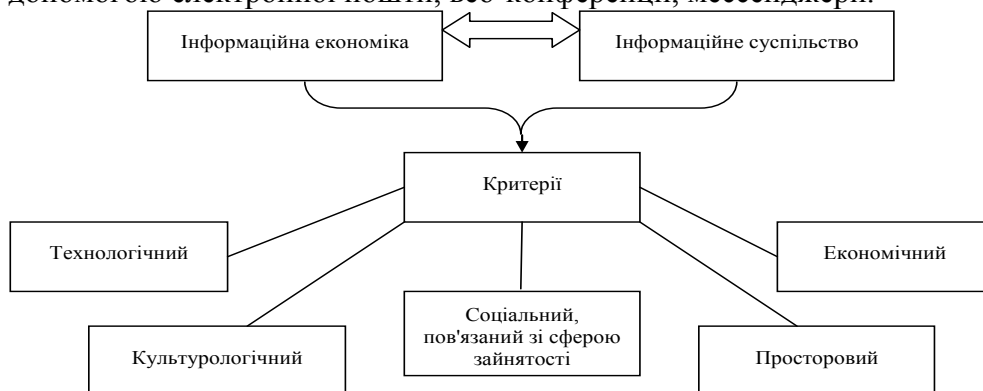 допомогою електронної пошти, веб-конференції, мессенджери.
Інформаційна економіка
Інформаційне суспільство
Критерії
Технологічний
Економічний
Соціальний,
пов'язаний зі сферою
зайнятості
Культурологічний
Просторовий